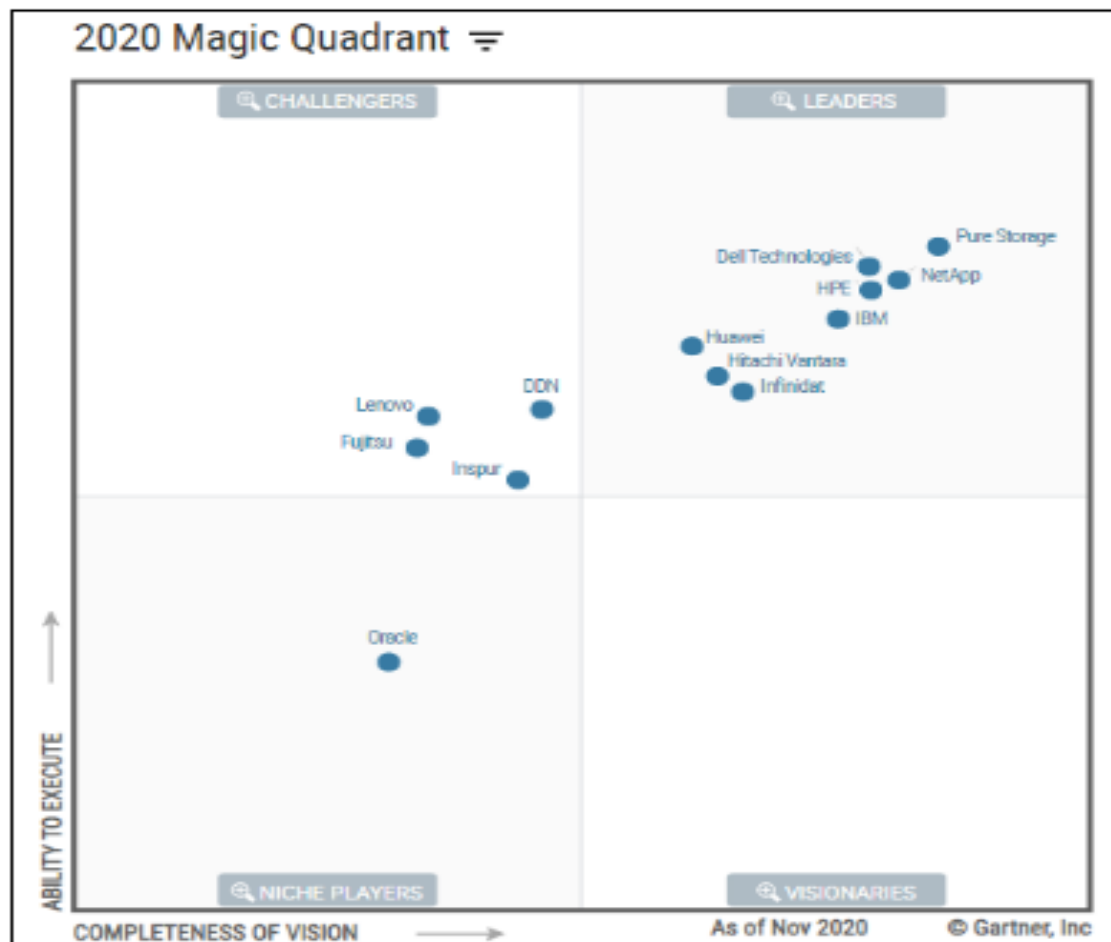 2020 Magic Quadrant
CHALLENGERS
LEADERS
Pure Storage
Dell Technologies
NetApp
HPE
IBM
Huawei
Hitachi Vantara
Infinidat
DDN
Lenovo
Fujitsu
Inspur
Oracle
ABILITY TO EXECUTE
NICHE PLAYERS
VISIONARIES
COMPLETENESS OF VISION
As of Nov 2020
© Gartner, Inc